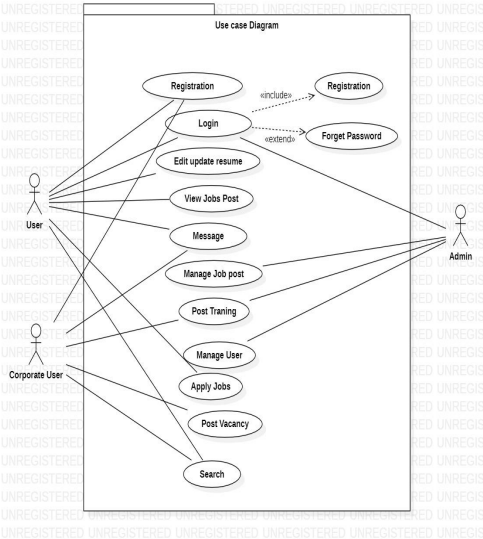 Use case Diagram
Registration
«include»
Registration
Login
«extend»
Forget Password
Edit update resume
View Jobs Post
User
Message
Admin
Manage Job post
Post Traning
Manage User
Corporate User
Apply Jobs
Post Vacancy
Search
UNREGISTERED UNREGISTERED UNREGISTERED UNREGISTERED UNREGISTERED